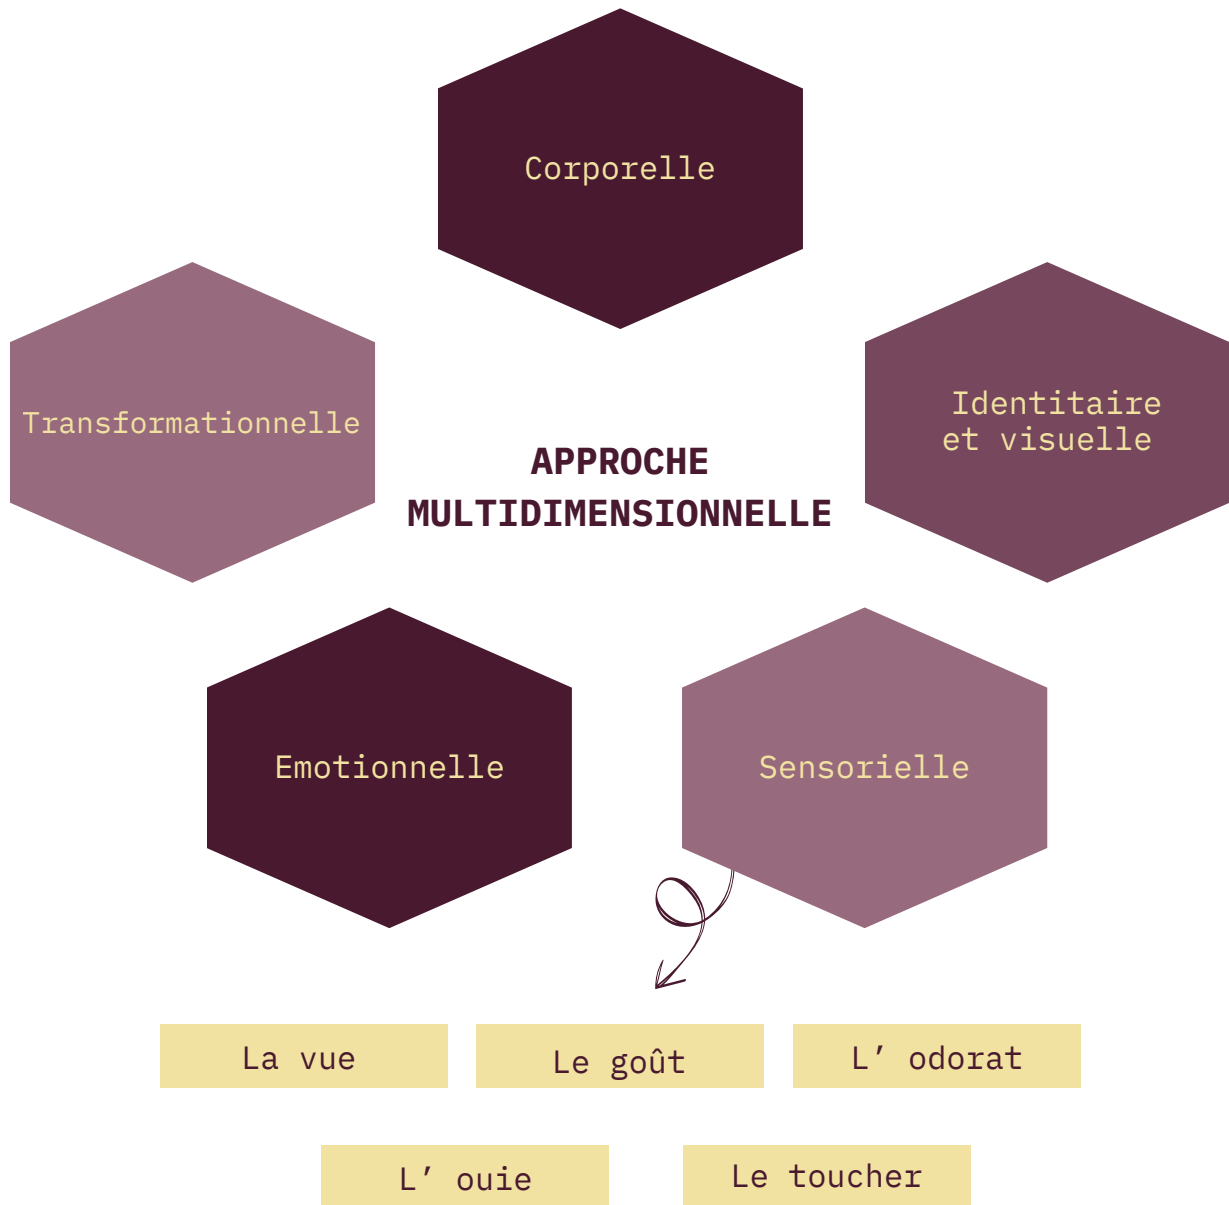 Corporelle
Transformationnelle
Identitaire
et visuelle
APPROCHE
MULTIDIMENSIONNELLE
Emotionnelle
Sensorielle
La vue
Le goût
L’ odorat
L’ ouie
Le toucher